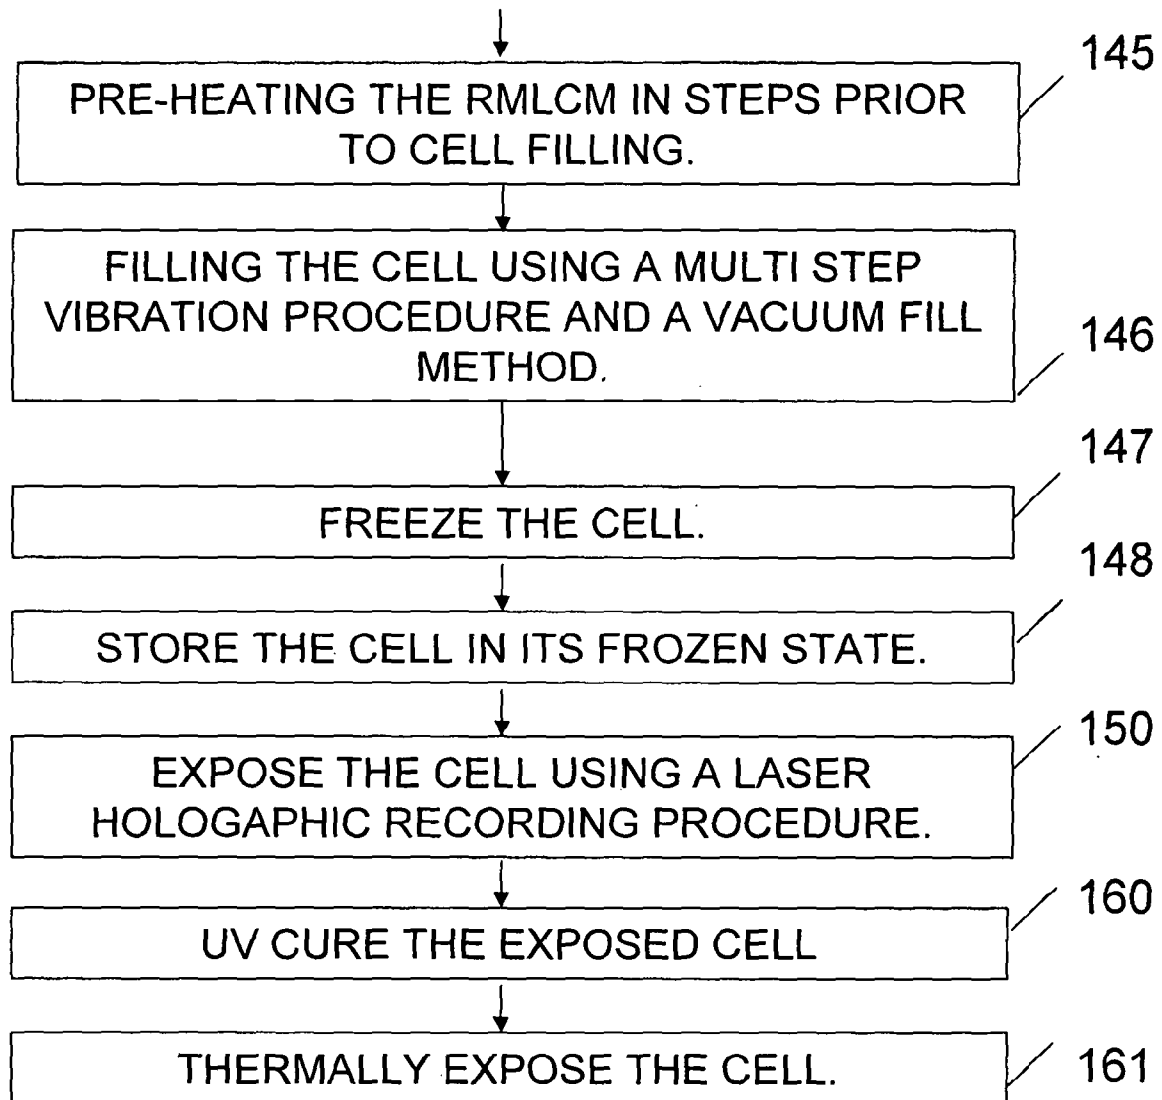 145
PRE-HEATING THE RMLCM IN STEPS PRIOR
TO CELL FILLING.
FILLING THE CELL USING A MULTI STEP
VIBRATION PROCEDURE AND A VACUUM FILL
METHOD.
146
147
FREEZE THE CELL.
148
STORE THE CELL IN ITS FROZEN STATE.
150
EXPOSE THE CELL USING A LASER
HOLOGAPHIC RECORDING PROCEDURE.
160
UV CURE THE EXPOSED CELL
THERMALLY EXPOSE THE CELL.
161